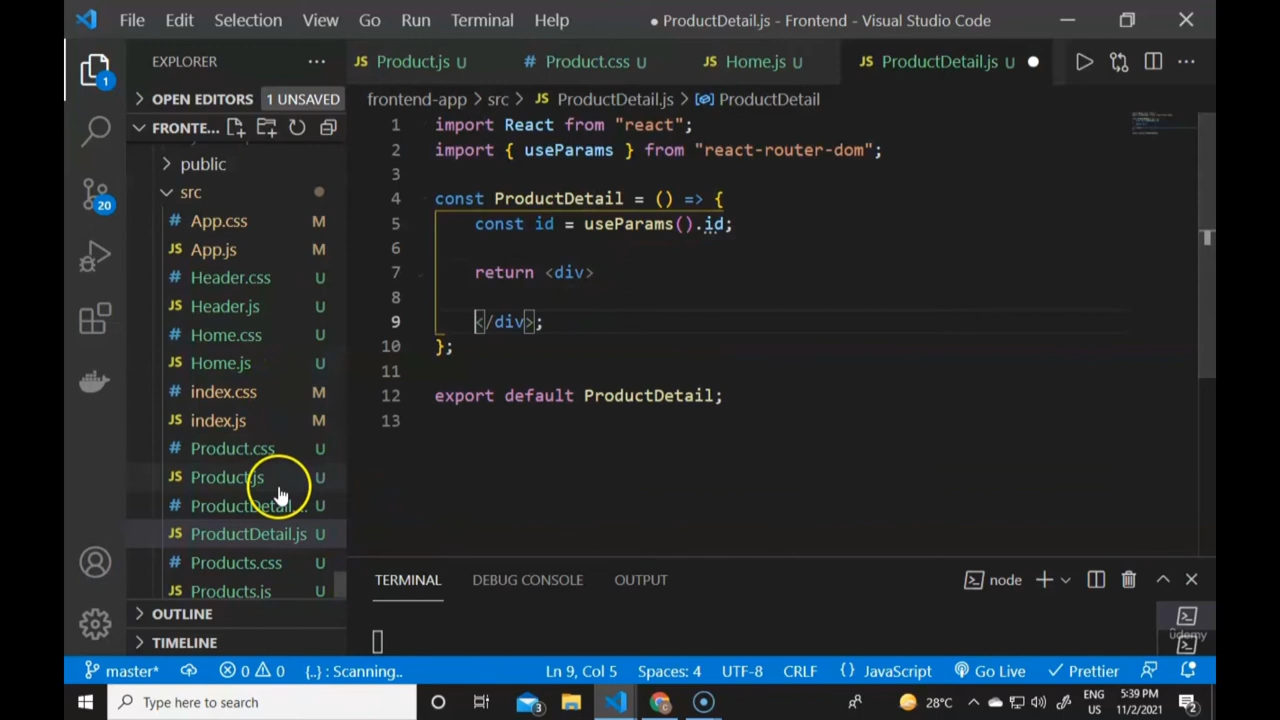 File Edit Selection View Go Run Terminal Help ● ProductDetail.js - Frontend - Visual Studio Code
EXPLORER ···
JS Product.js U # Product.css U JS Home.js U JS ProductDetail.js U ● ···
1
OPEN EDITORS 1 UNSAVED
frontend-app > src > JS ProductDetail.js > ProductDetail
FRONTE...
public
src
# App.css M
JS App.js M
# Header.css U
JS Header.js U
# Home.css U
JS Home.js U
# index.css M
JS index.js M
# Product.css U
JS Product.js U
# ProductDetail... U
JS ProductDetail.js U
# Products.css U
JS Products.js U
OUTLINE
TIMELINE
20
1 import React from "react";
2 import { useParams } from "react-router-dom";
3
4 const ProductDetail = () => {
5 const id = useParams().id;
6
7 return <div>
8
9 </div>;
10 };
11
12 export default ProductDetail;
13
TERMINAL DEBUG CONSOLE OUTPUT node
ûdemy
master* ⊗ 0 ⚠ 0 {..} : Scanning.... Ln 9, Col 5 Spaces: 4 UTF-8 CRLF {} JavaScript Go Live ✓ Prettier
Type here to search 3 28°C ENG US 5:39 PM 11/2/2021 2